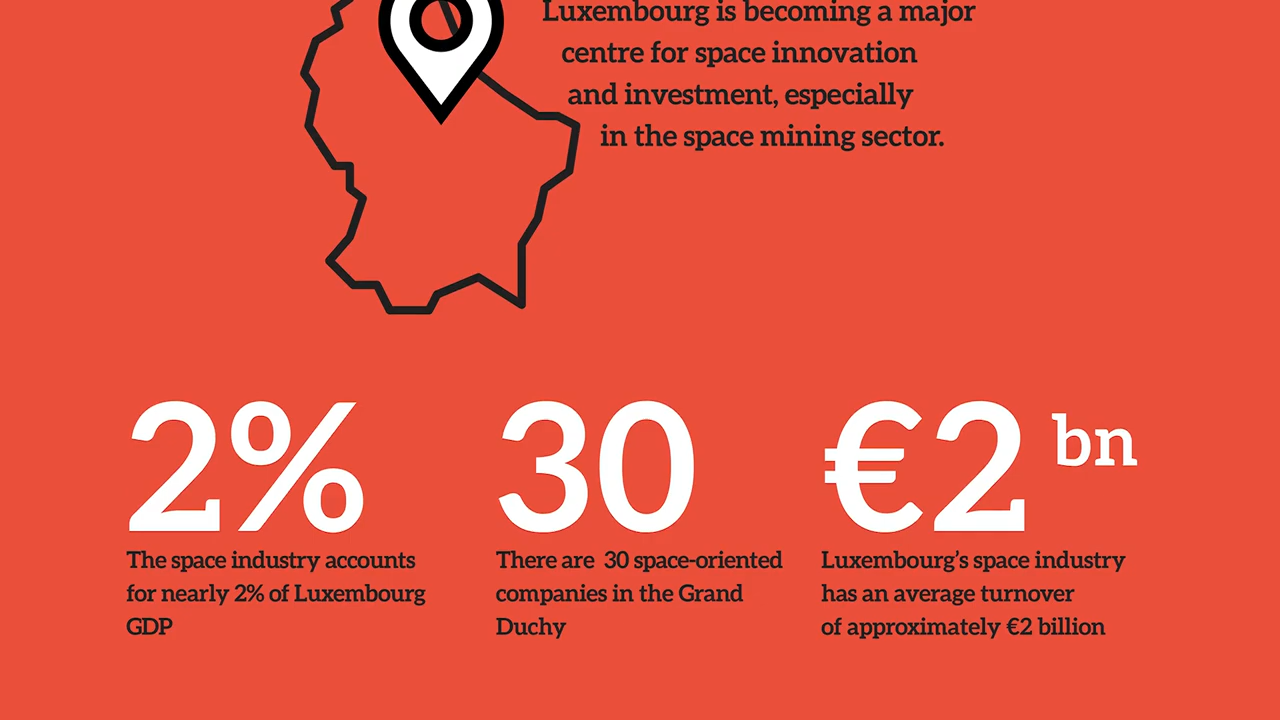 Luxembourg is becoming a major
centre for space innovation
and investment, especially
in the space mining sector.
2%
The space industry accounts
for nearly 2% of Luxembourg
GDP
30
There are 30 space-oriented
companies in the Grand
Duchy
€2 bn
Luxembourg’s space industry
has an average turnover
of approximately €2 billion